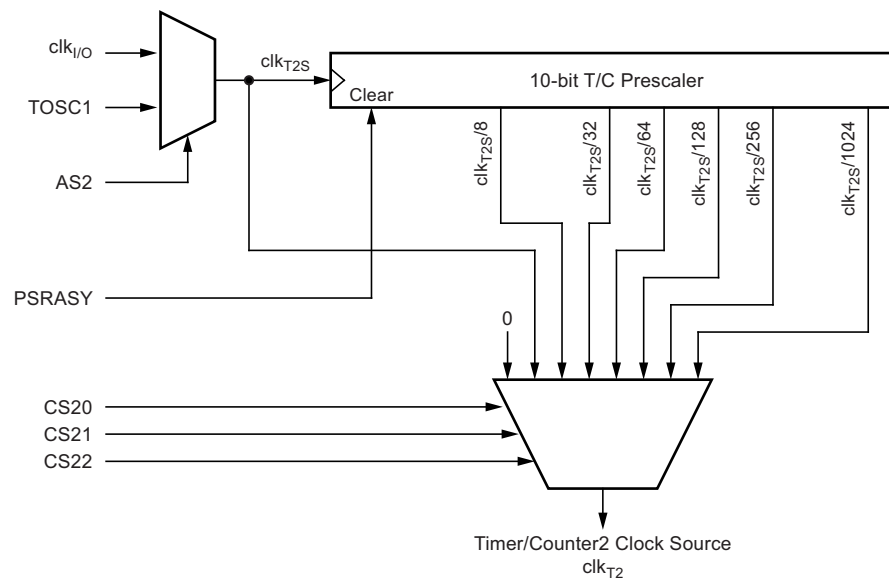 clkI/O
TOSC1
AS2
clkT2S
10-bit T/C Prescaler
Clear
clkT2S/8
clkT2S/32
clkT2S/64
clkT2S/128
clkT2S/256
clkT2S/1024
PSRASY
0
CS20
CS21
CS22
Timer/Counter2 Clock Source
clkT2